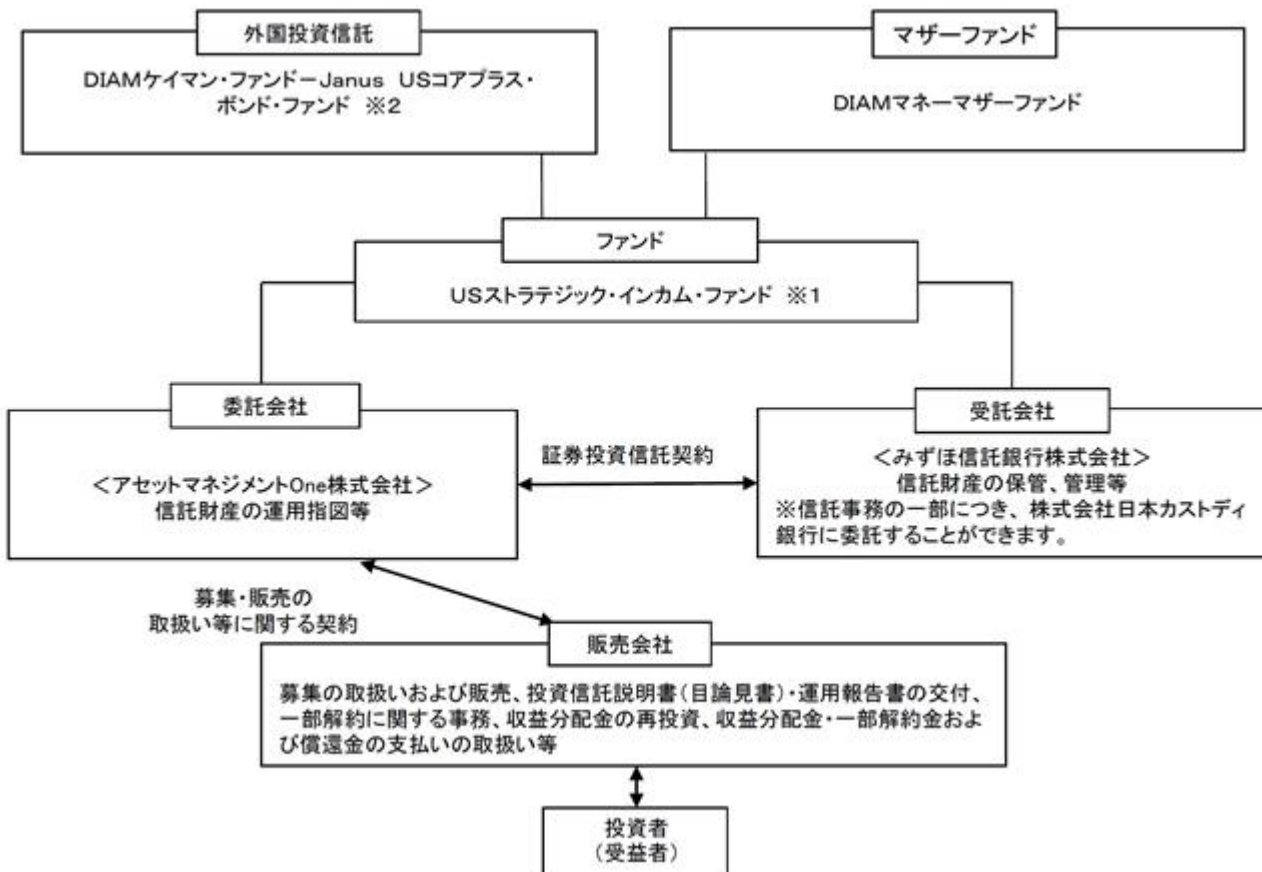 外国投資信託
DIAMケイマン・ファンドーJanus USコアプラス・
ボンド・ファンド ※2
マザーファンド
DIAMマネーマザーファンド
ファンド
USストラテジック・インカム・ファンド ※1
委託会社
＜アセットマネジメントOne株式会社＞
信託財産の運用指図等
証券投資信託契約
受託会社
＜みずほ信託銀行株式会社＞
信託財産の保管、管理等
※信託事務の一部につき、株式会社日本カストディ
銀行に委託することができます。
募集・販売の
取扱い等に関する契約
販売会社
募集の取扱いおよび販売、投資信託説明書(目論見書)・運用報告書の交付、
一部解約に関する事務、収益分配金の再投資、収益分配金・一部解約金およ
び償還金の支払いの取扱い等
投資者
(受益者)